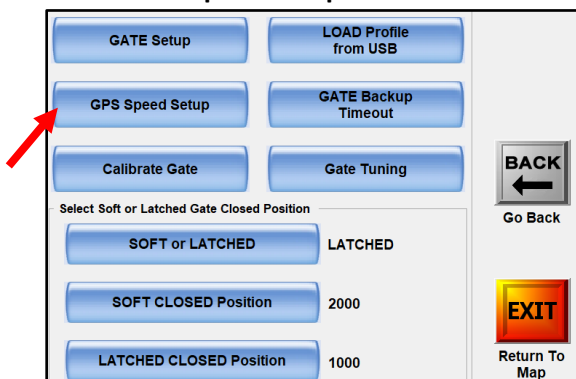 GATE Setup
LOAD Profile
from USB
GPS Speed Setup
GATE Backup
Timeout
Calibrate Gate
Gate Tuning
BACK
Go Back
Select Soft or Latched Gate Closed Position
SOFT or LATCHED
LATCHED
SOFT CLOSED Position
2000
EXIT
Return To
Map
LATCHED CLOSED Position
1000